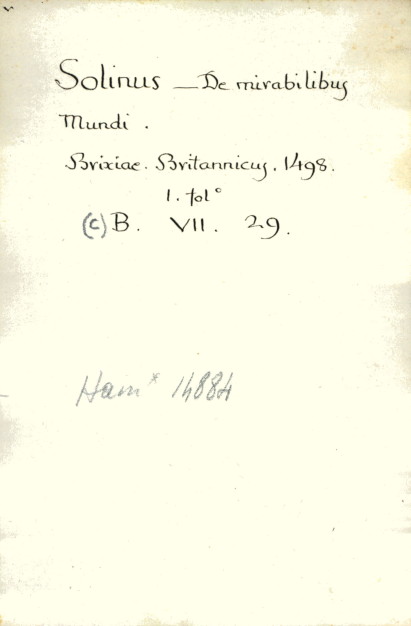 Solinus — De mirabilibus
Mundi .
Brixiae. Britannicus. 1498.
1. fol°
(c) B. VII. 29.
Hain* 14884